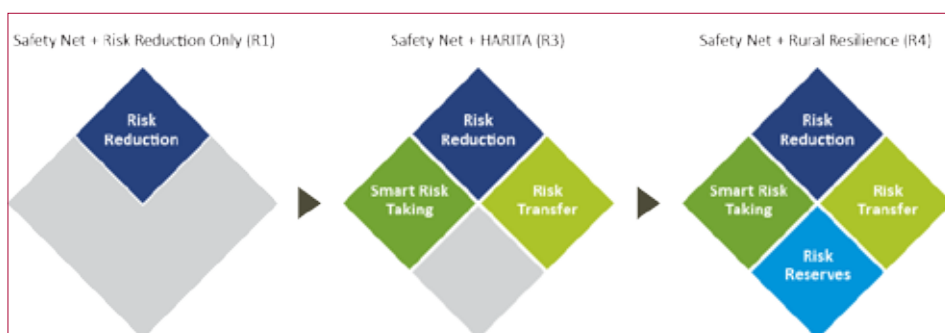 Safety Net + Risk Reduction Only (R1)
Safety Net + HARITA (R3)
Safety Net + Rural Resilience (R4)
Risk
Reduction
Risk
Reduction
Smart Risk
Taking
Risk
Transfer
Risk
Reduction
Smart Risk
Taking
Risk
Transfer
Risk
Reserves